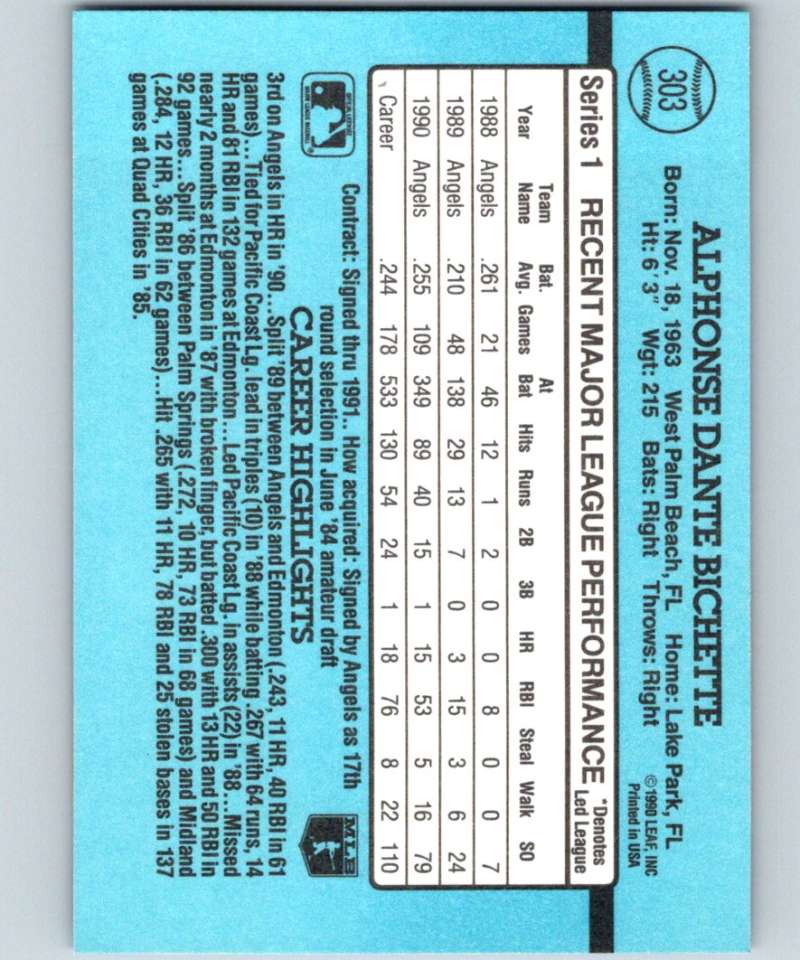 303
ALPHONSE DANTE BICHETTE
Born: Nov. 18, 1963 West Palm Beach, FL Home: Lake Park, FL
Ht: 6' 3" Wgt: 215 Bats: Right Throws: Right
©1990 LEAF, INC
Printed in USA
Series 1 RECENT MAJOR LEAGUE PERFORMANCE *Denotes Led League
Year Team Name Bat. Avg. Games At Bat Hits Runs 2B 3B HR RBI Steal Walk SO
1988 Angels .261 21 46 12 1 2 0 0 8 0 0 7
1989 Angels .210 48 138 29 13 7 0 3 15 3 6 24
1990 Angels .255 109 349 89 40 15 1 15 53 5 16 79
Career .244 178 533 130 54 24 1 18 76 8 22 110
Contract: Signed thru 1991.. How acquired: Signed by Angels as 17th
round selection in June '84 amateur draft
MLB
CAREER HIGHLIGHTS
3rd on Angels in HR in '90...Split '89 between Angels and Edmonton (.243, 11 HR, 40 RBI in 61
games)...Tied for Pacific Coast Lg. lead in triples (10) in '88 while batting .267 with 64 runs, 14
HR and 81 RBI in 132 games at Edmonton...Led Pacific Coast Lg. in assists (22) in '88...Missed
nearly 2 months at Edmonton in '87 with broken finger, but batted .300 with 13 HR and 50 RBI in
92 games...Split '86 between Palm Springs (.272, 10 HR, 73 RBI in 68 games) and Midland
(.284, 12 HR, 36 RBI in 62 games)...Hit .265 with 11 HR, 78 RBI and 25 stolen bases in 137
games at Quad Cities in '85.